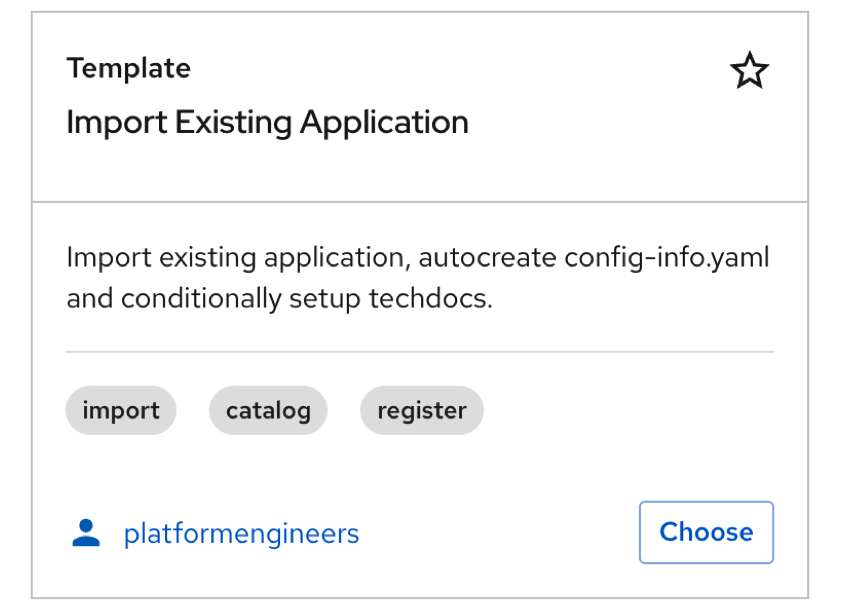 Template
Import Existing Application
Import existing application, autocreate config-info.yaml
and conditionally setup techdocs.
import catalog register
platformengineers Choose